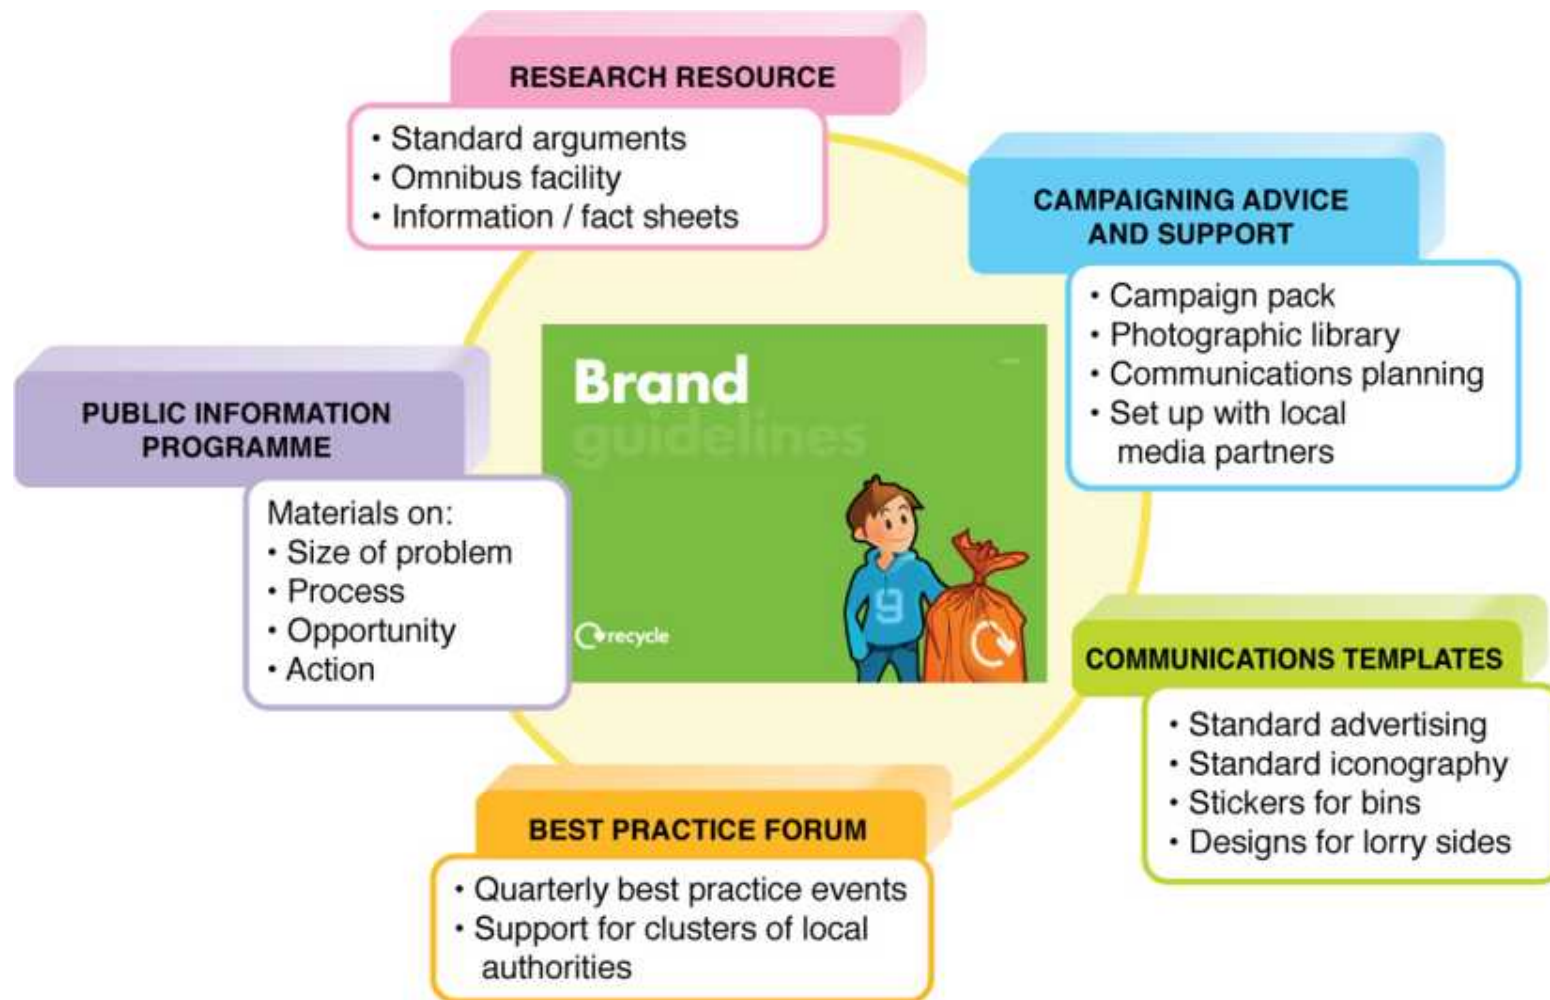 RESEARCH RESOURCE
• Standard arguments
• Omnibus facility
• Information / fact sheets
CAMPAIGNING ADVICE
AND SUPPORT
• Campaign pack
• Photographic library
• Communications planning
• Set up with local
media partners
PUBLIC INFORMATION
PROGRAMME
Materials on:
• Size of problem
• Process
• Opportunity
• Action
Brand
guidelines
recycle
9
COMMUNICATIONS TEMPLATES
• Standard advertising
• Standard iconography
• Stickers for bins
• Designs for lorry sides
BEST PRACTICE FORUM
• Quarterly best practice events
• Support for clusters of local
authorities